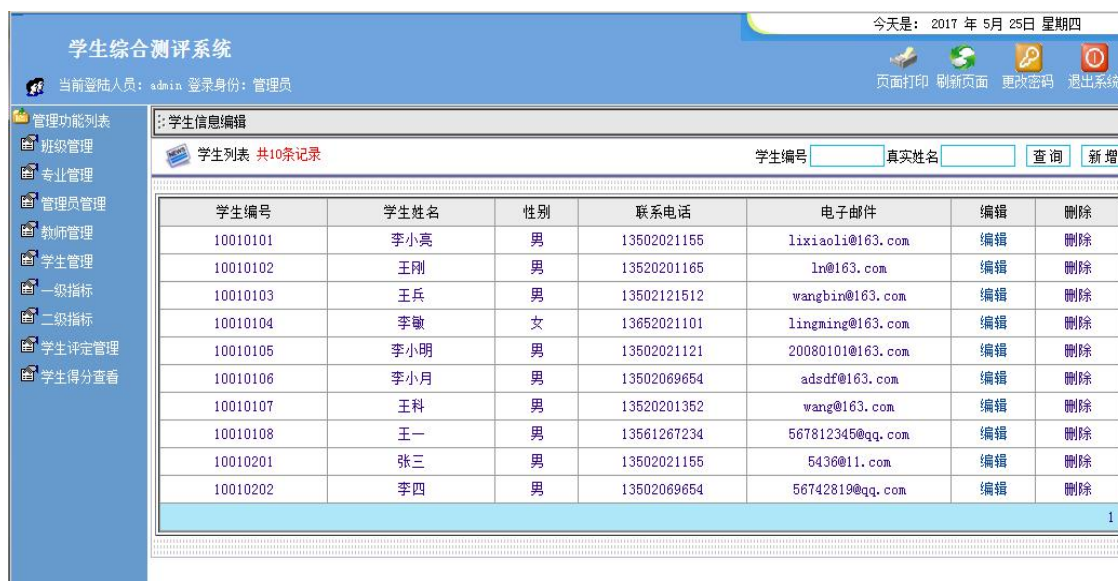 今天是: 2017 年 5月 25日 星期四
学生综合测评系统
页面打印 刷新页面 更改密码 退出系统
当前登陆人员: admin 登录身份: 管理员
管理功能列表
班级管理
专业管理
管理员管理
教师管理
学生管理
一级指标
二级指标
学生评定管理
学生得分查看
学生信息编辑
NEWS 学生列表 共10条记录 学生编号 真实姓名 查询 新增
学生编号 学生姓名 性别 联系电话 电子邮件 编辑 删除
10010101 李小亮 男 13502021155 lixiaoli@163.com 编辑 删除
10010102 王刚 男 13520201165 ln@163.com 编辑 删除
10010103 王兵 男 13502121512 wangbin@163.com 编辑 删除
10010104 李敏 女 13652021101 lingming@163.com 编辑 删除
10010105 李小明 男 13502021121 20080101@163.com 编辑 删除
10010106 李小月 男 13502069654 adsdf@163.com 编辑 删除
10010107 王科 男 13520201352 wang@163.com 编辑 删除
10010108 王一 男 13561267234 567812345@qq.com 编辑 删除
10010201 张三 男 13502021155 5436@11.com 编辑 删除
10010202 李四 男 13502069654 56742819@qq.com 编辑 删除
1